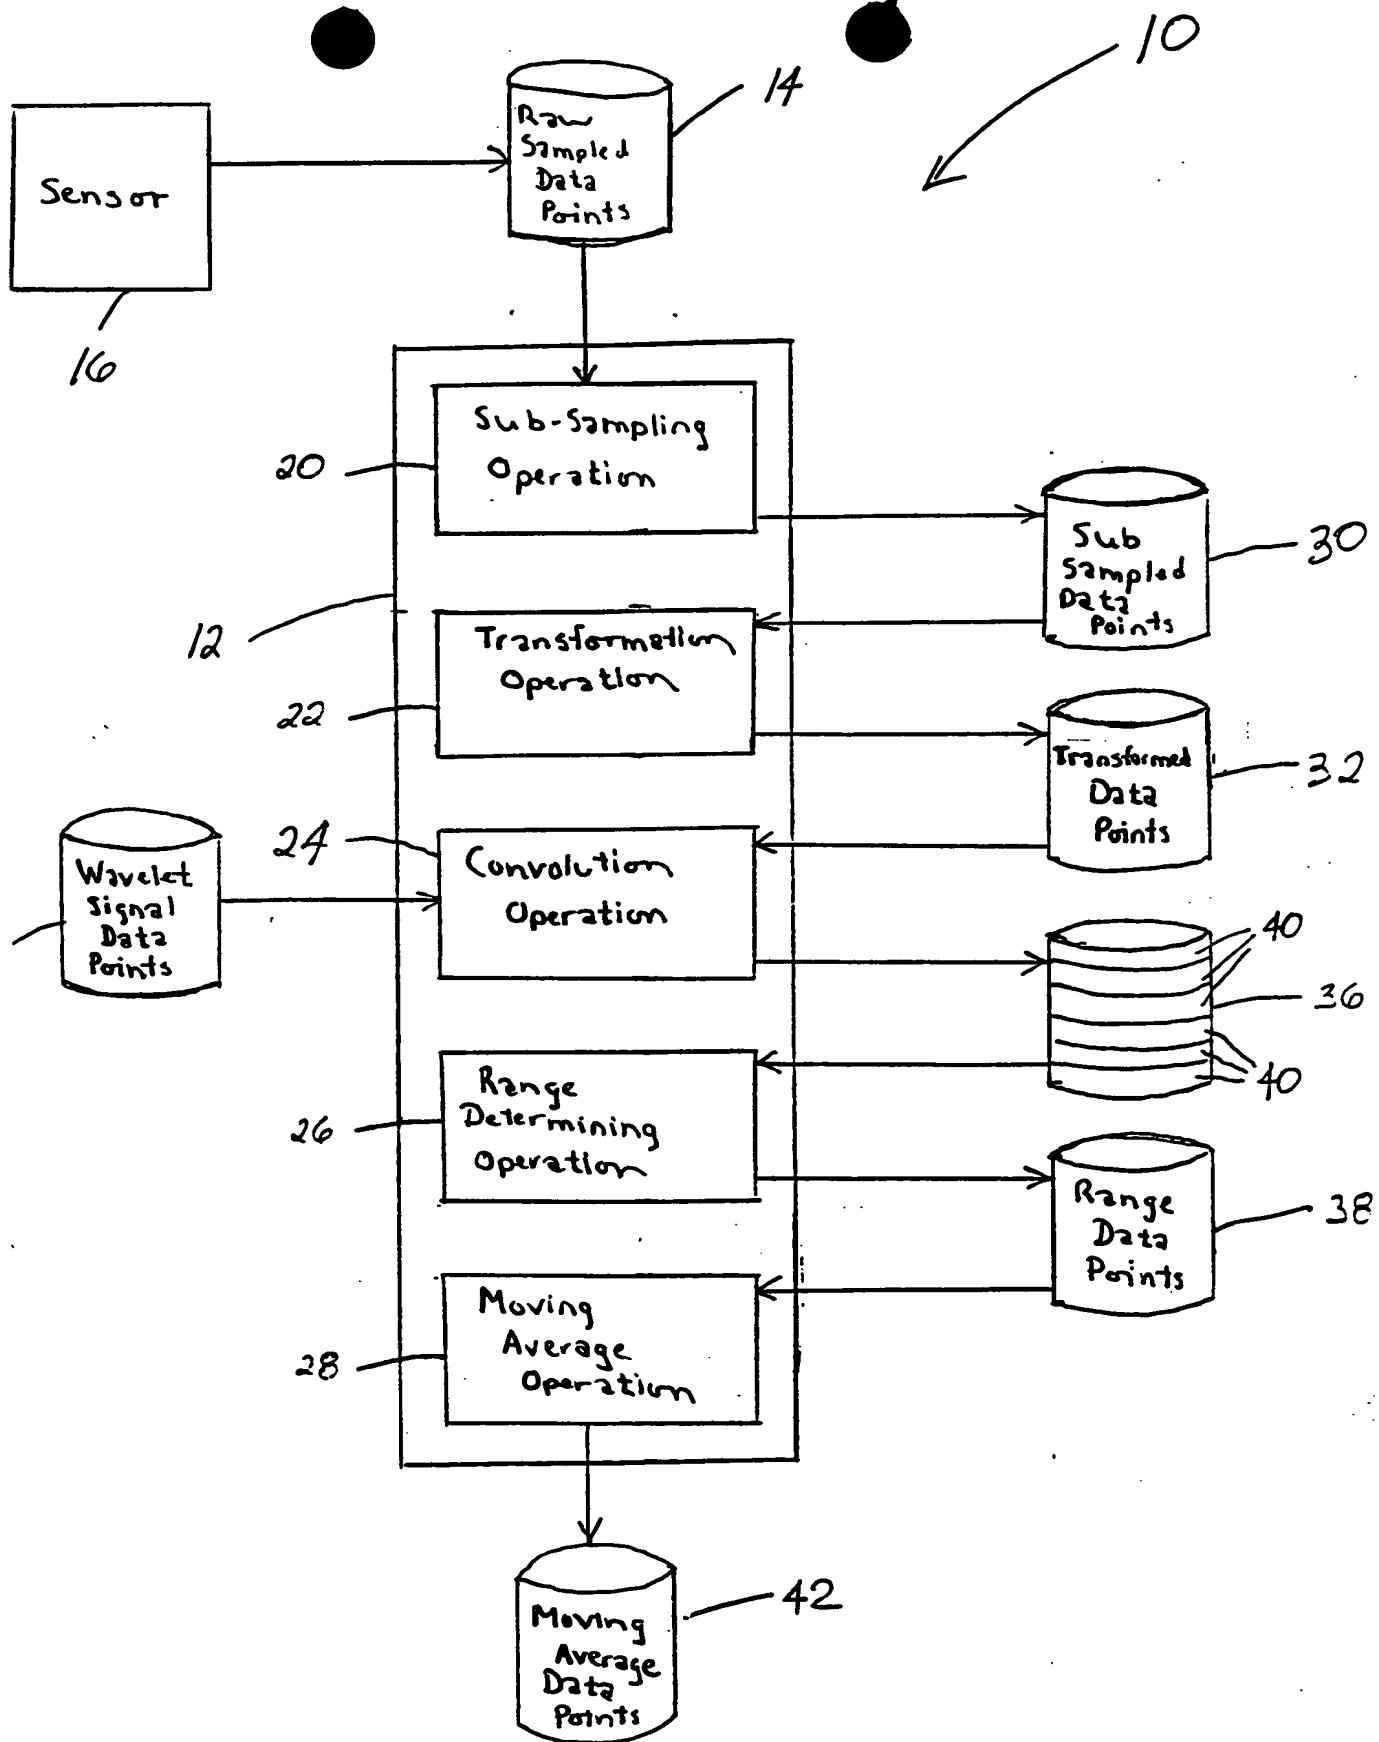 10
14
Raw
Sampled
Data
Points
Sensor
16
Sub-Sampling
Operation
20
Sub
Sampled
Data
Points
30
12
Transformation
Operation
22
Transformed
Data
Points
32
24
Convolution
Operation
Wavelet
Signal
Data
Points
40
36
40
Range
Determining
Operation
26
Range
Data
Points
38
Moving
Average
Operation
28
42
Moving
Average
Data
Points